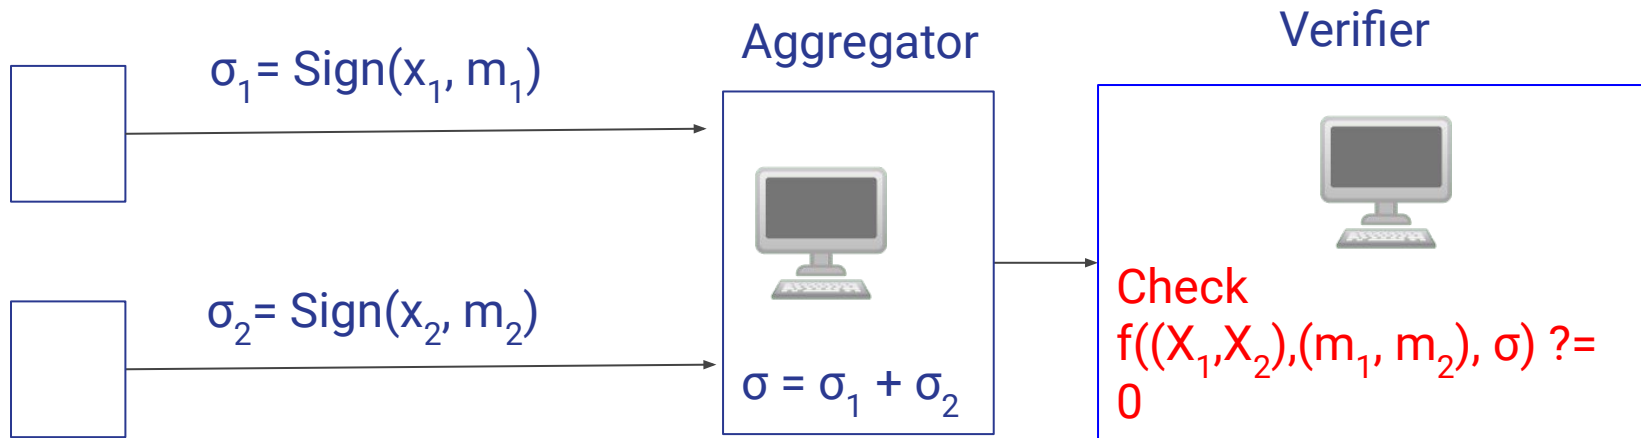 σ₁= Sign(x₁, m₁)
Aggregator
Verifier
σ₂= Sign(x₂, m₂)
σ = σ₁ + σ₂
Check
f((X₁,X₂),(m₁, m₂), σ) ?=
0